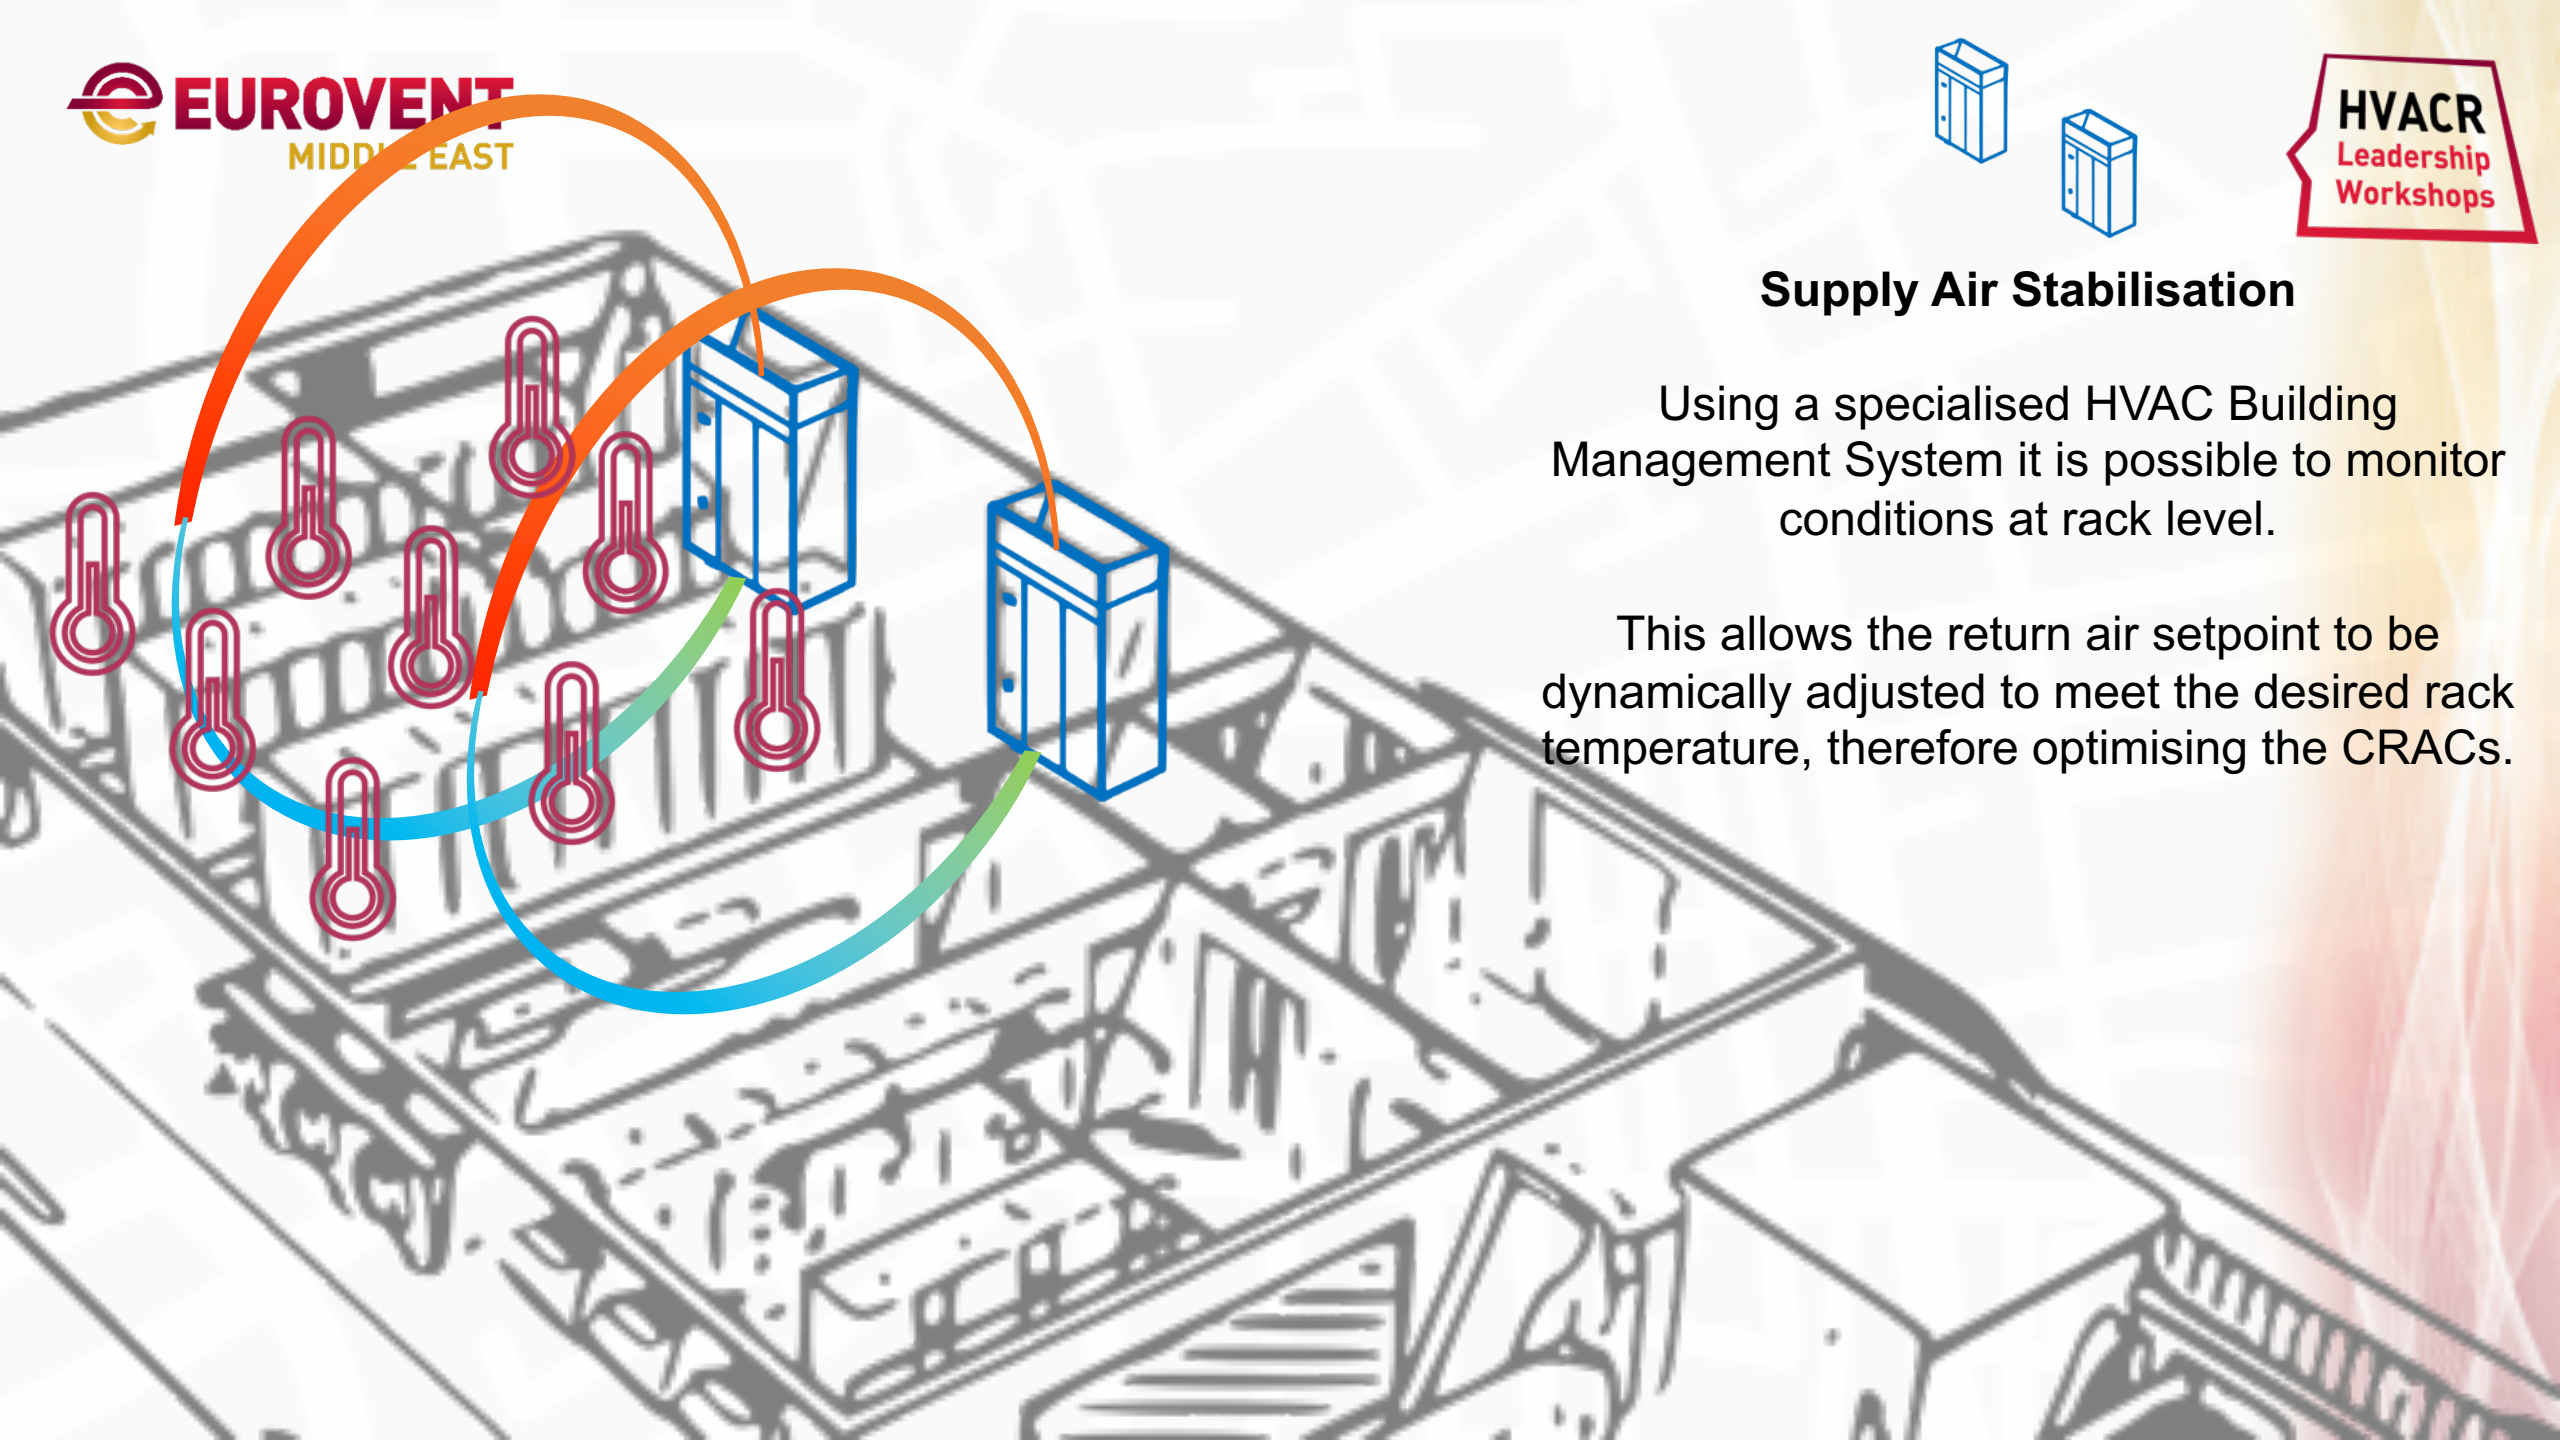 EUROVENT
MIDDLE EAST
HVACR
Leadership
Workshops
Supply Air Stabilisation
Using a specialised HVAC Building
Management System it is possible to monitor
conditions at rack level.
This allows the return air setpoint to be
dynamically adjusted to meet the desired rack
temperature, therefore optimising the CRACs.